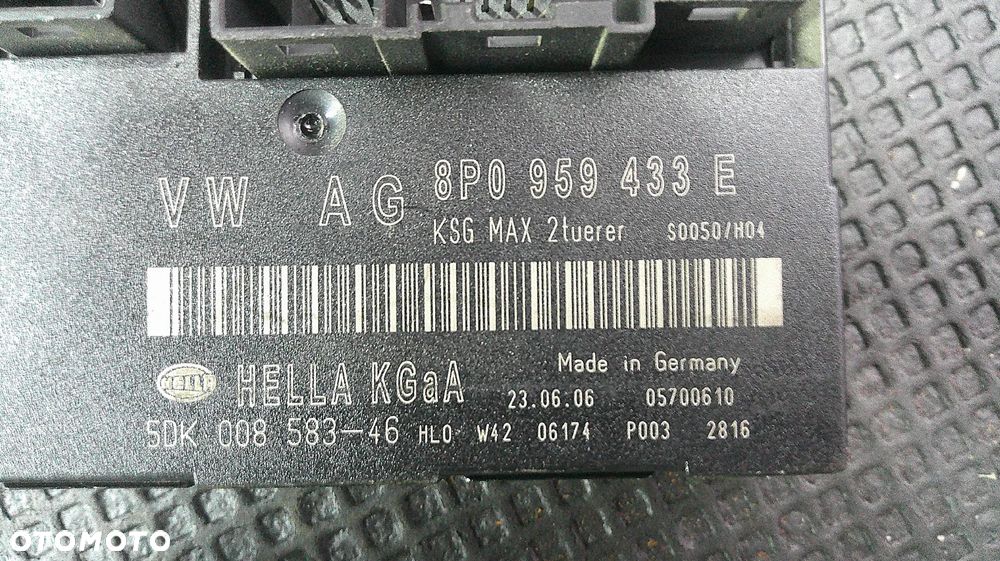 VW AG 8P0 959 433 E
KSG MAX 2tuerer S0050/H04
HELLA HELLA KGaA Made in Germany
23.06.06 05700610
5DK 008 583-46 HLO W42 06174 P003 2816
OTOMOTO